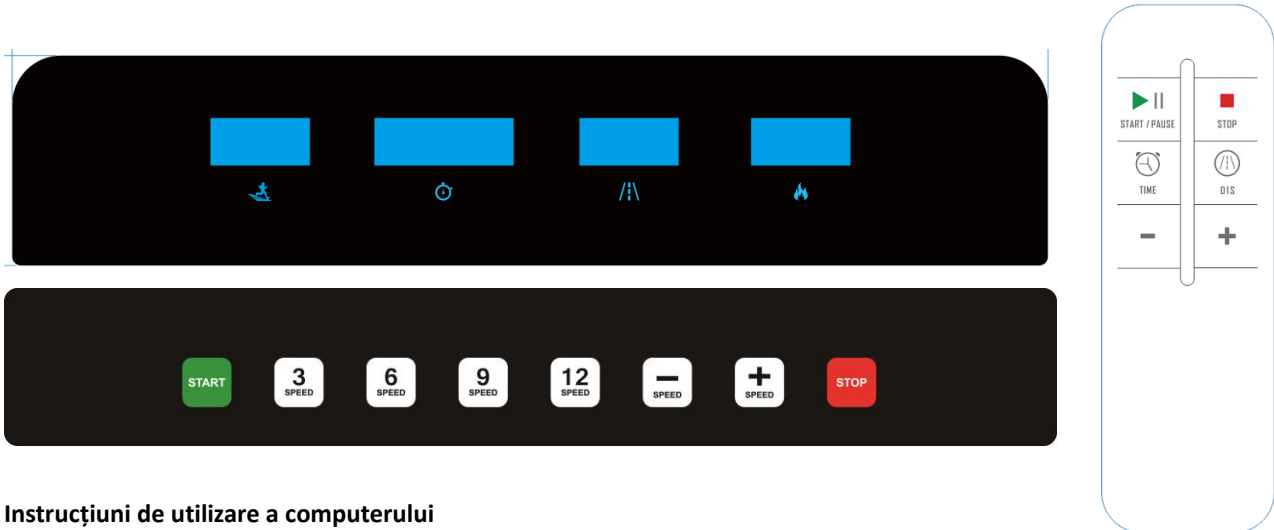 START / PAUSE STOP
TIME DIS
- +
START 3 SPEED 6 SPEED 9 SPEED 12 SPEED - SPEED + SPEED STOP
Instrucțiuni de utilizare a computerului